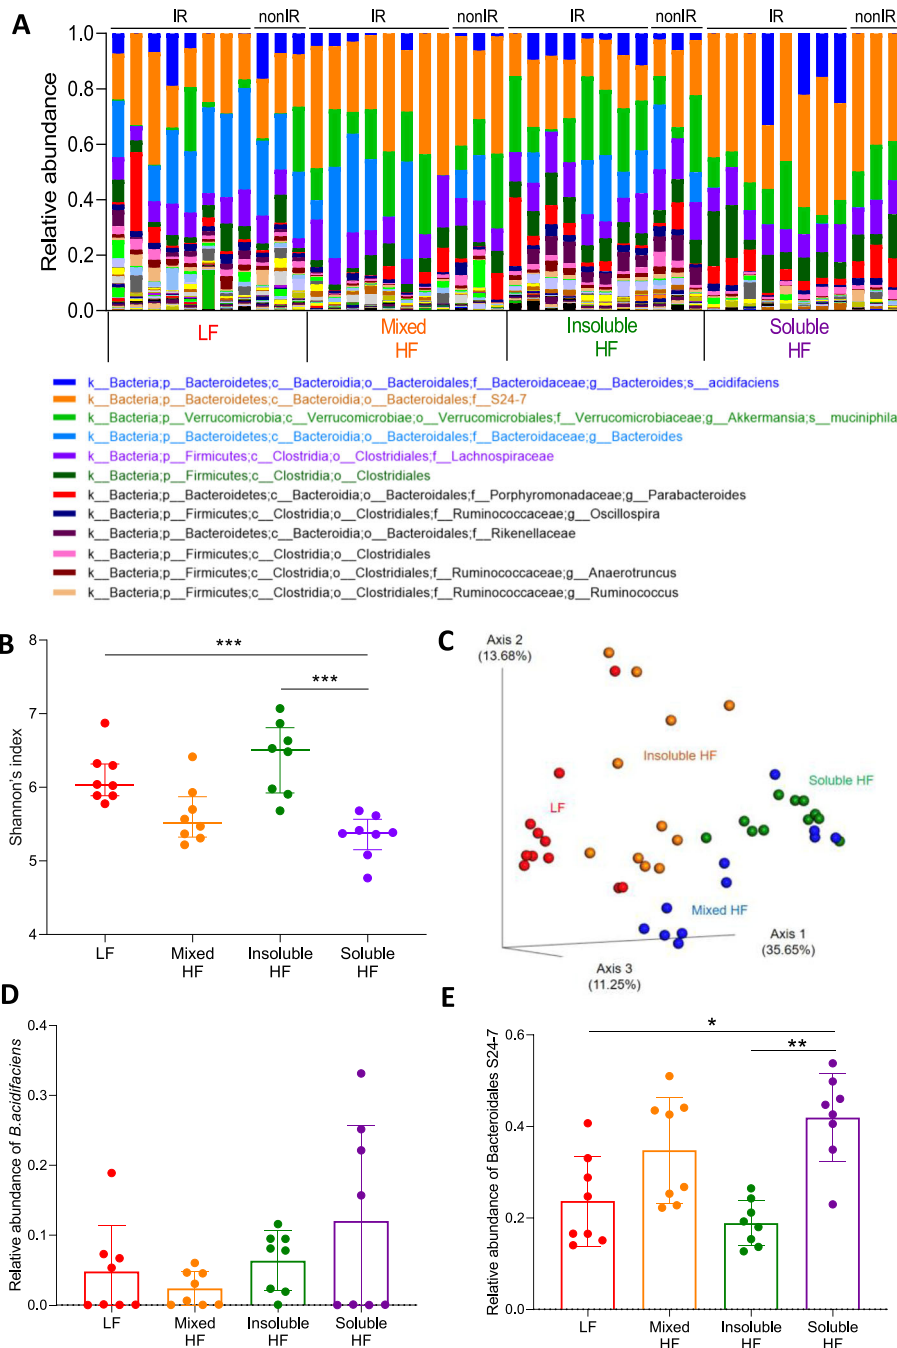 A
IR nonIR IR nonIR IR nonIR IR nonIR
Relative abundance
1.0
0.8
0.6
0.4
0.2
0.0
LF Mixed HF Insoluble HF Soluble HF
k__Bacteria;p__Bacteroidetes;c__Bacteroidia;o__Bacteroidales;f__Bacteroidaceae;g__Bacteroides;s__acidifaciens
k__Bacteria;p__Bacteroidetes;c__Bacteroidia;o__Bacteroidales;f__S24-7
k__Bacteria;p__Verrucomicrobia;c__Verrucomicrobiae;o__Verrucomicrobiales;f__Verrucomicrobiaceae;g__Akkermansia;s__muciniphila
k__Bacteria;p__Bacteroidetes;c__Bacteroidia;o__Bacteroidales;f__Bacteroidaceae;g__Bacteroides
k__Bacteria;p__Firmicutes;c__Clostridia;o__Clostridiales;f__Lachnospiraceae
k__Bacteria;p__Firmicutes;c__Clostridia;o__Clostridiales
k__Bacteria;p__Bacteroidetes;c__Bacteroidia;o__Bacteroidales;f__Porphyromonadaceae;g__Parabacteroides
k__Bacteria;p__Firmicutes;c__Clostridia;o__Clostridiales;f__Ruminococcaceae;g__Oscillospira
k__Bacteria;p__Bacteroidetes;c__Bacteroidia;o__Bacteroidales;f__Rikenellaceae
k__Bacteria;p__Firmicutes;c__Clostridia;o__Clostridiales
k__Bacteria;p__Firmicutes;c__Clostridia;o__Clostridiales;f__Ruminococcaceae;g__Anaerotruncus
k__Bacteria;p__Firmicutes;c__Clostridia;o__Clostridiales;f__Ruminococcaceae;g__Ruminococcus
B
Shannon's index
8
7
6
5
4
***
***
LF Mixed HF Insoluble HF Soluble HF
C
Axis 2
(13.68%)
Insoluble HF
Soluble HF
LF
Mixed HF
Axis 1
(35.65%)
Axis 3
(11.25%)
D
Relative abundance of B.acidifaciens
0.4
0.3
0.2
0.1
0.0
LF Mixed HF Insoluble HF Soluble HF
E
Relative abundance of Bacteroidales S24-7
0.6
0.4
0.2
0.0
*
**
LF Mixed HF Insoluble HF Soluble HF